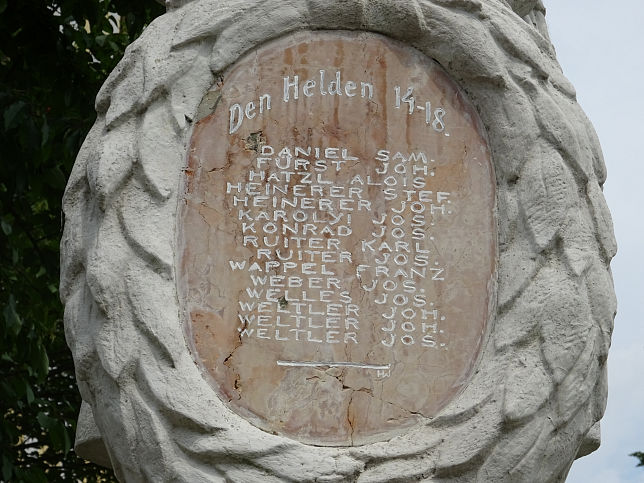 Den Helden 14-18.
DANIEL SAM.
FÜRST JOH.
HATZL ALOIS
HEINERER STEF.
HEINERER JOH.
KAROLYI JOS.
KONRAD JOS.
RUITER KARL
RUITER JOS.
WAPPEL FRANZ
WEBER JOS.
WELLES JOS.
WELTLER JOH.
WELTLER JOH.
WELTLER JOS.